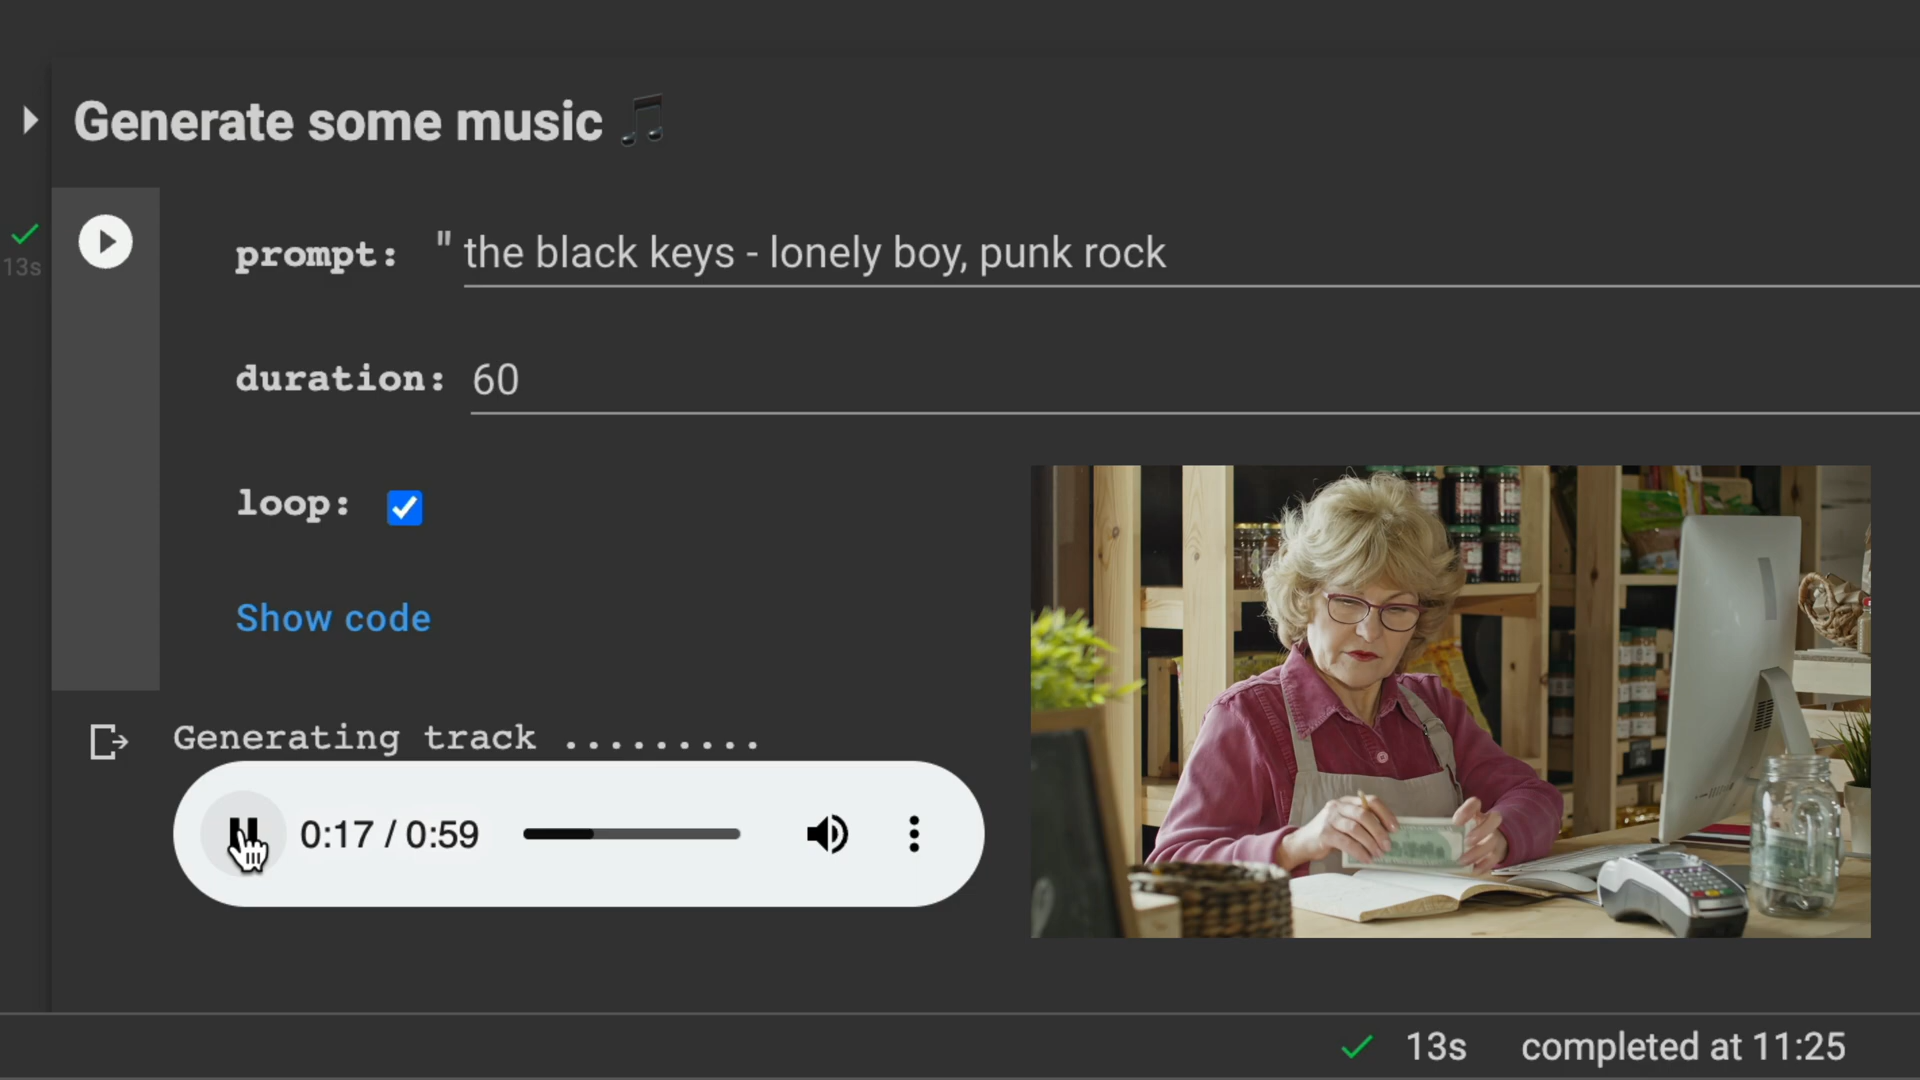 Generate some music
13s
prompt: " the black keys - lonely boy, punk rock
duration: 60
loop:
Show code
Generating track .........
0:17 / 0:59
13s completed at 11:25